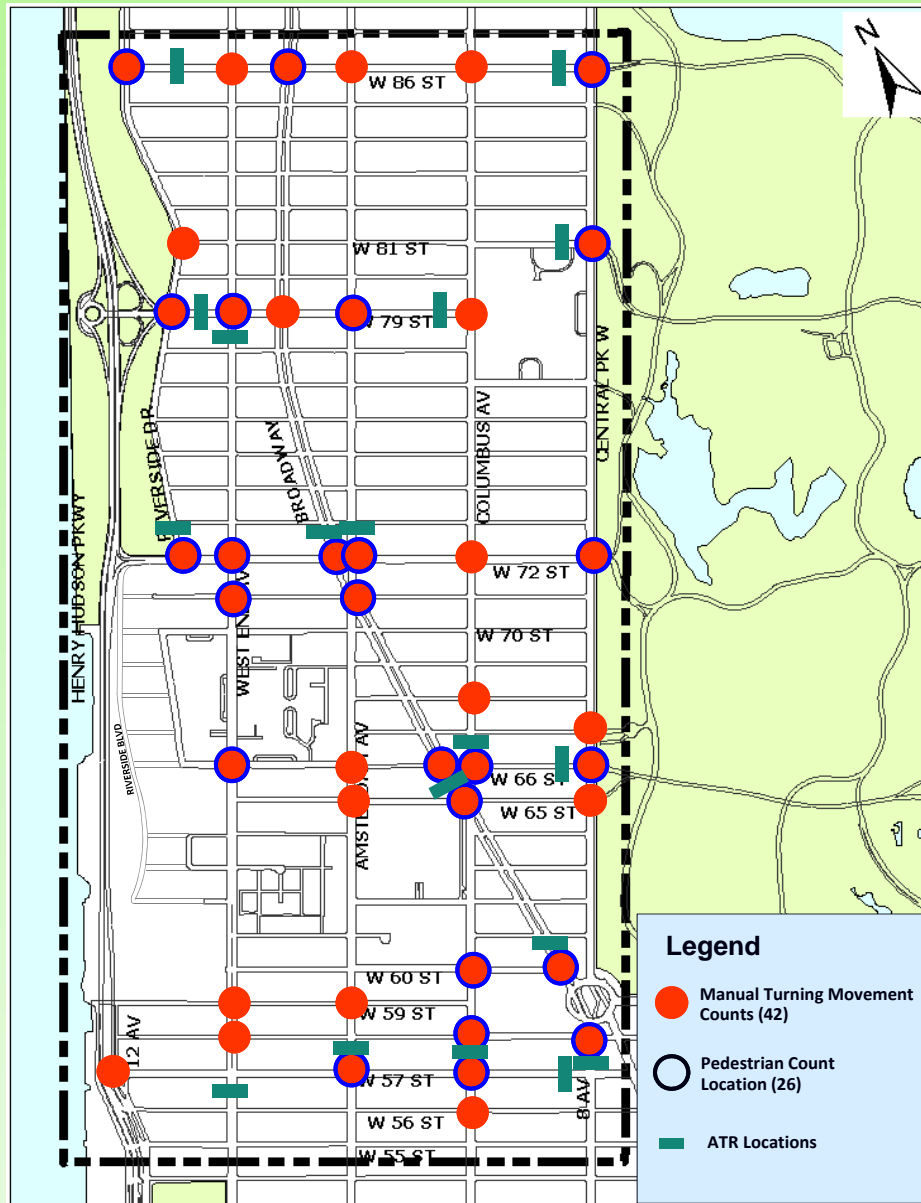 N
W 86 ST
W 81 ST
W 79 ST
CENTRAL PK W
COLUMBUS AV
BROADWAY
RIVERSIDE DR
HENRY HUDSON PKWY
W 72 ST
WEST END AV
W 70 ST
RIVERSIDE BLVD
W 66 ST
W 65 ST
AMSTERDAM AV
W 60 ST
W 59 ST
12 AV
W 57 ST
8 AV
W 56 ST
W 55 ST
Legend
Manual Turning Movement
Counts (42)
Pedestrian Count
Location (26)
ATR Locations